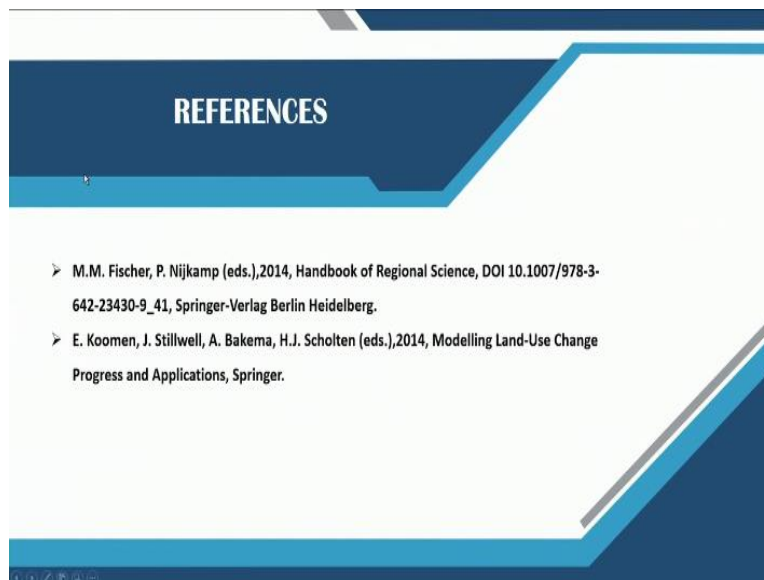 REFERENCES
➢ M.M. Fischer, P. Nijkamp (eds.),2014, Handbook of Regional Science, DOI 10.1007/978-3-
642-23430-9_41, Springer-Verlag Berlin Heidelberg.
➢ E. Koomen, J. Stillwell, A. Bakema, H.J. Scholten (eds.),2014, Modelling Land-Use Change
Progress and Applications, Springer.